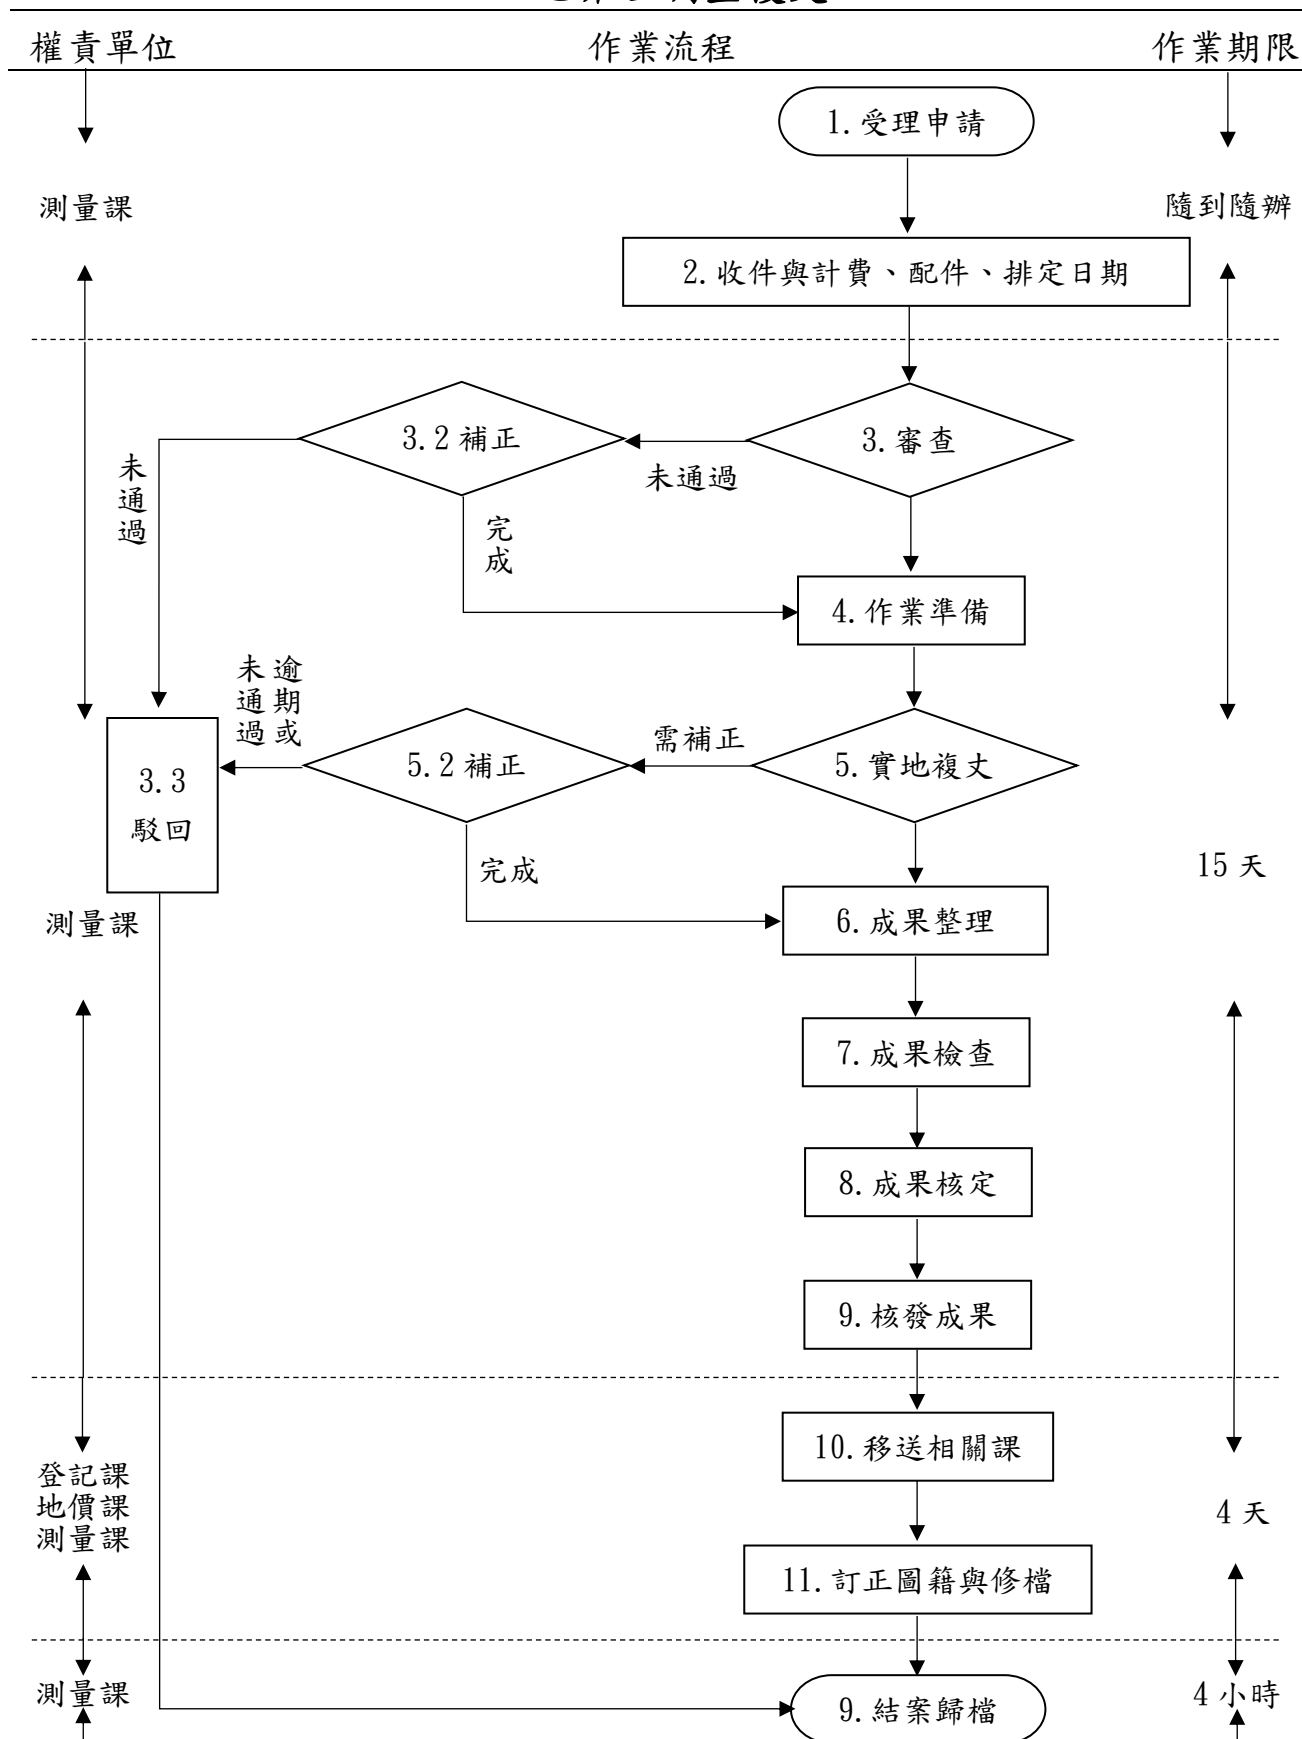 權責單位
作業流程
作業期限
1.受理申請
測量課
隨到隨辦
2.收件與計費、配件、排定日期
3.2補正
3.審查
未通過
未通過
完成
4.作業準備
未通過或
逾期
需補正
5.2補正
5.實地複丈
3.3
駁回
完成
15天
測量課
6.成果整理
7.成果檢查
8.成果核定
9.核發成果
10.移送相關課
登記課
地價課
測量課
4天
11.訂正圖籍與修檔
測量課
4小時
9.結案歸檔